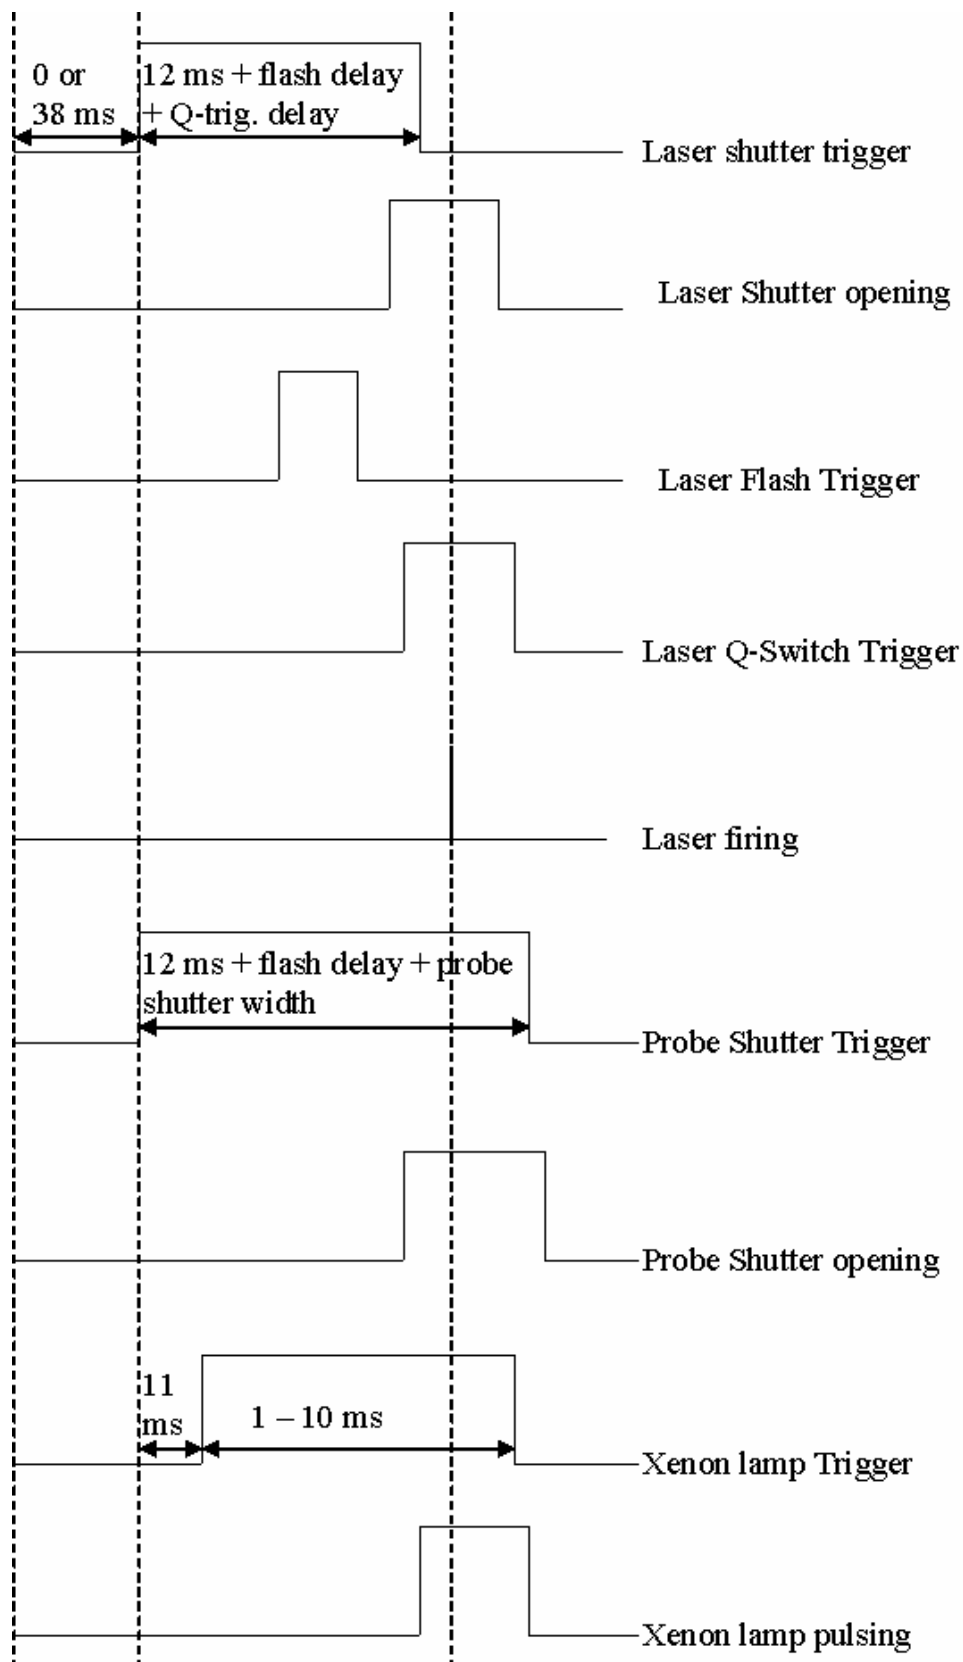 0 or
38 ms
12 ms + flash delay
+ Q-trig. delay
Laser shutter trigger
Laser Shutter opening
Laser Flash Trigger
Laser Q-Switch Trigger
Laser firing
12 ms + flash delay + probe
shutter width
Probe Shutter Trigger
Probe Shutter opening
11
ms
1 – 10 ms
Xenon lamp Trigger
Xenon lamp pulsing